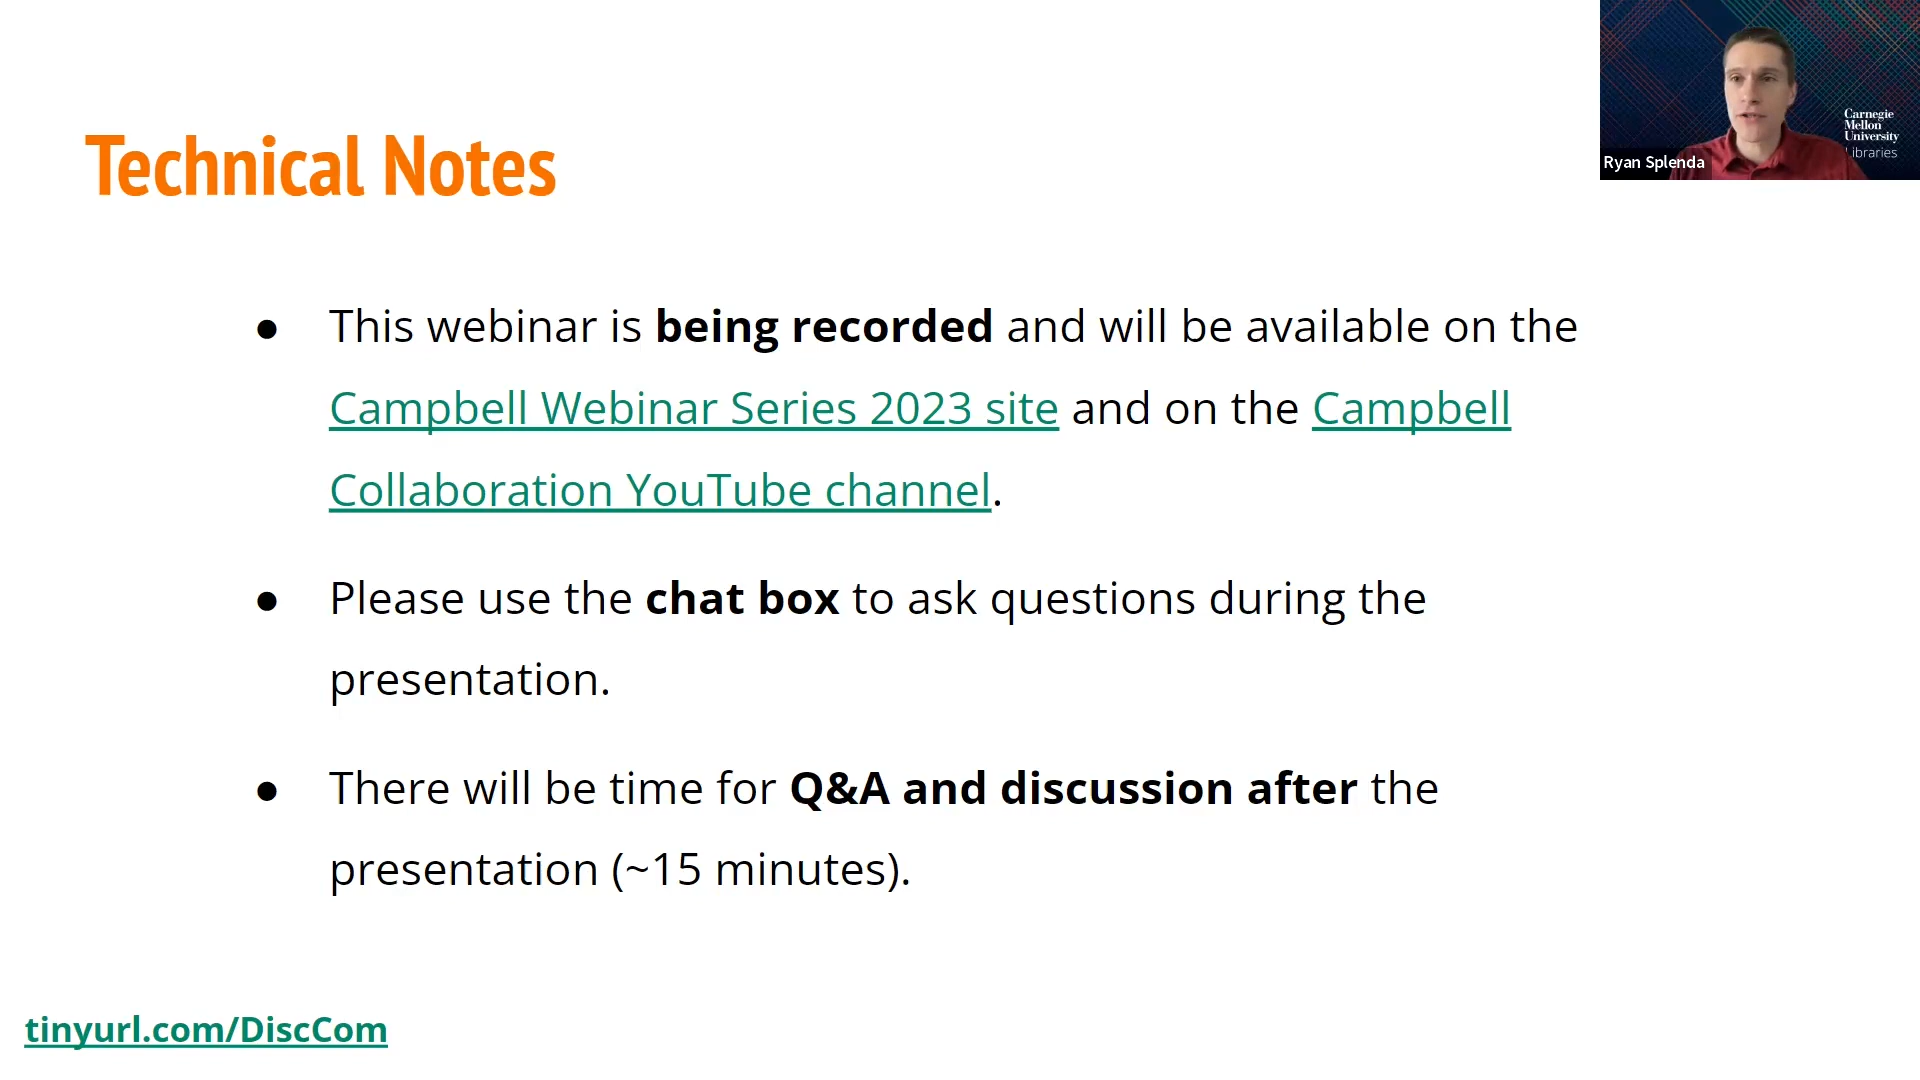 Technical Notes
● This webinar is being recorded and will be available on the
Campbell Webinar Series 2023 site and on the Campbell
Collaboration YouTube channel.
● Please use the chat box to ask questions during the
presentation.
● There will be time for Q&A and discussion after the
presentation (~15 minutes).
tinyurl.com/DiscCom
Carnegie
Mellon
University
Libraries
Ryan Splenda